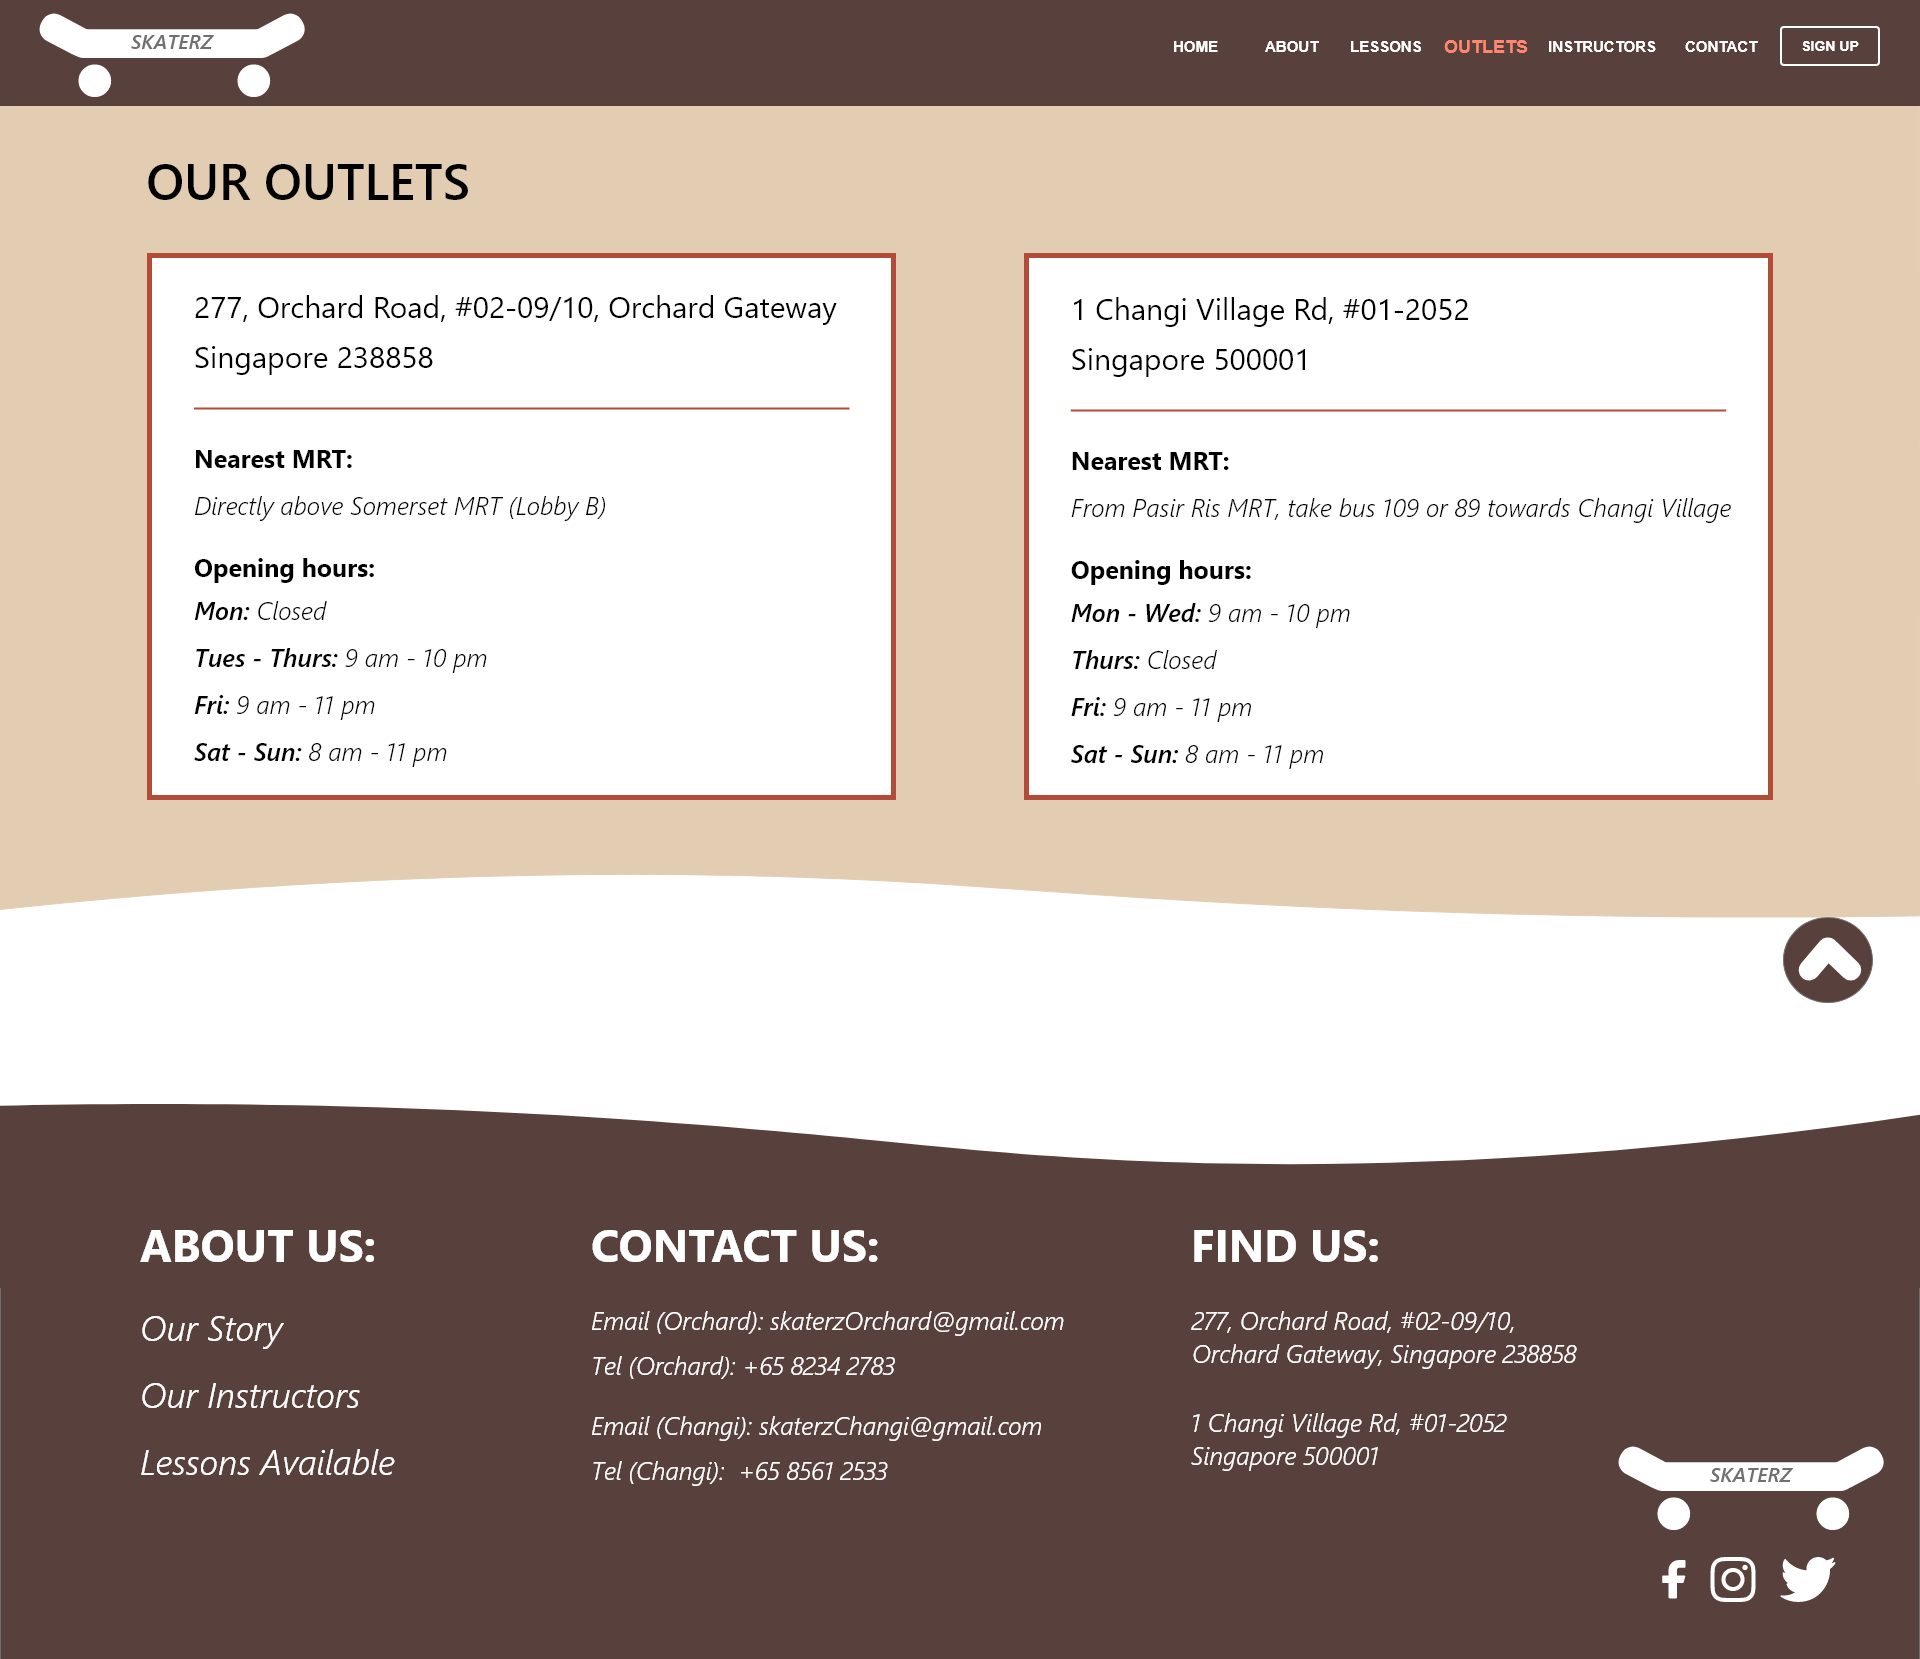 SKATERZ
HOME ABOUT LESSONS OUTLETS INSTRUCTORS CONTACT SIGN UP
OUR OUTLETS
277, Orchard Road, #02-09/10, Orchard Gateway
Singapore 238858
Nearest MRT:
Directly above Somerset MRT (Lobby B)
Opening hours:
Mon: Closed
Tues - Thurs: 9 am - 10 pm
Fri: 9 am - 11 pm
Sat - Sun: 8 am - 11 pm
1 Changi Village Rd, #01-2052
Singapore 500001
Nearest MRT:
From Pasir Ris MRT, take bus 109 or 89 towards Changi Village
Opening hours:
Mon - Wed: 9 am - 10 pm
Thurs: Closed
Fri: 9 am - 11 pm
Sat - Sun: 8 am - 11 pm
ABOUT US:
Our Story
Our Instructors
Lessons Available
CONTACT US:
Email (Orchard): skaterzOrchard@gmail.com
Tel (Orchard): +65 8234 2783
Email (Changi): skaterzChangi@gmail.com
Tel (Changi): +65 8561 2533
FIND US:
277, Orchard Road, #02-09/10,
Orchard Gateway, Singapore 238858
1 Changi Village Rd, #01-2052
Singapore 500001
SKATERZ